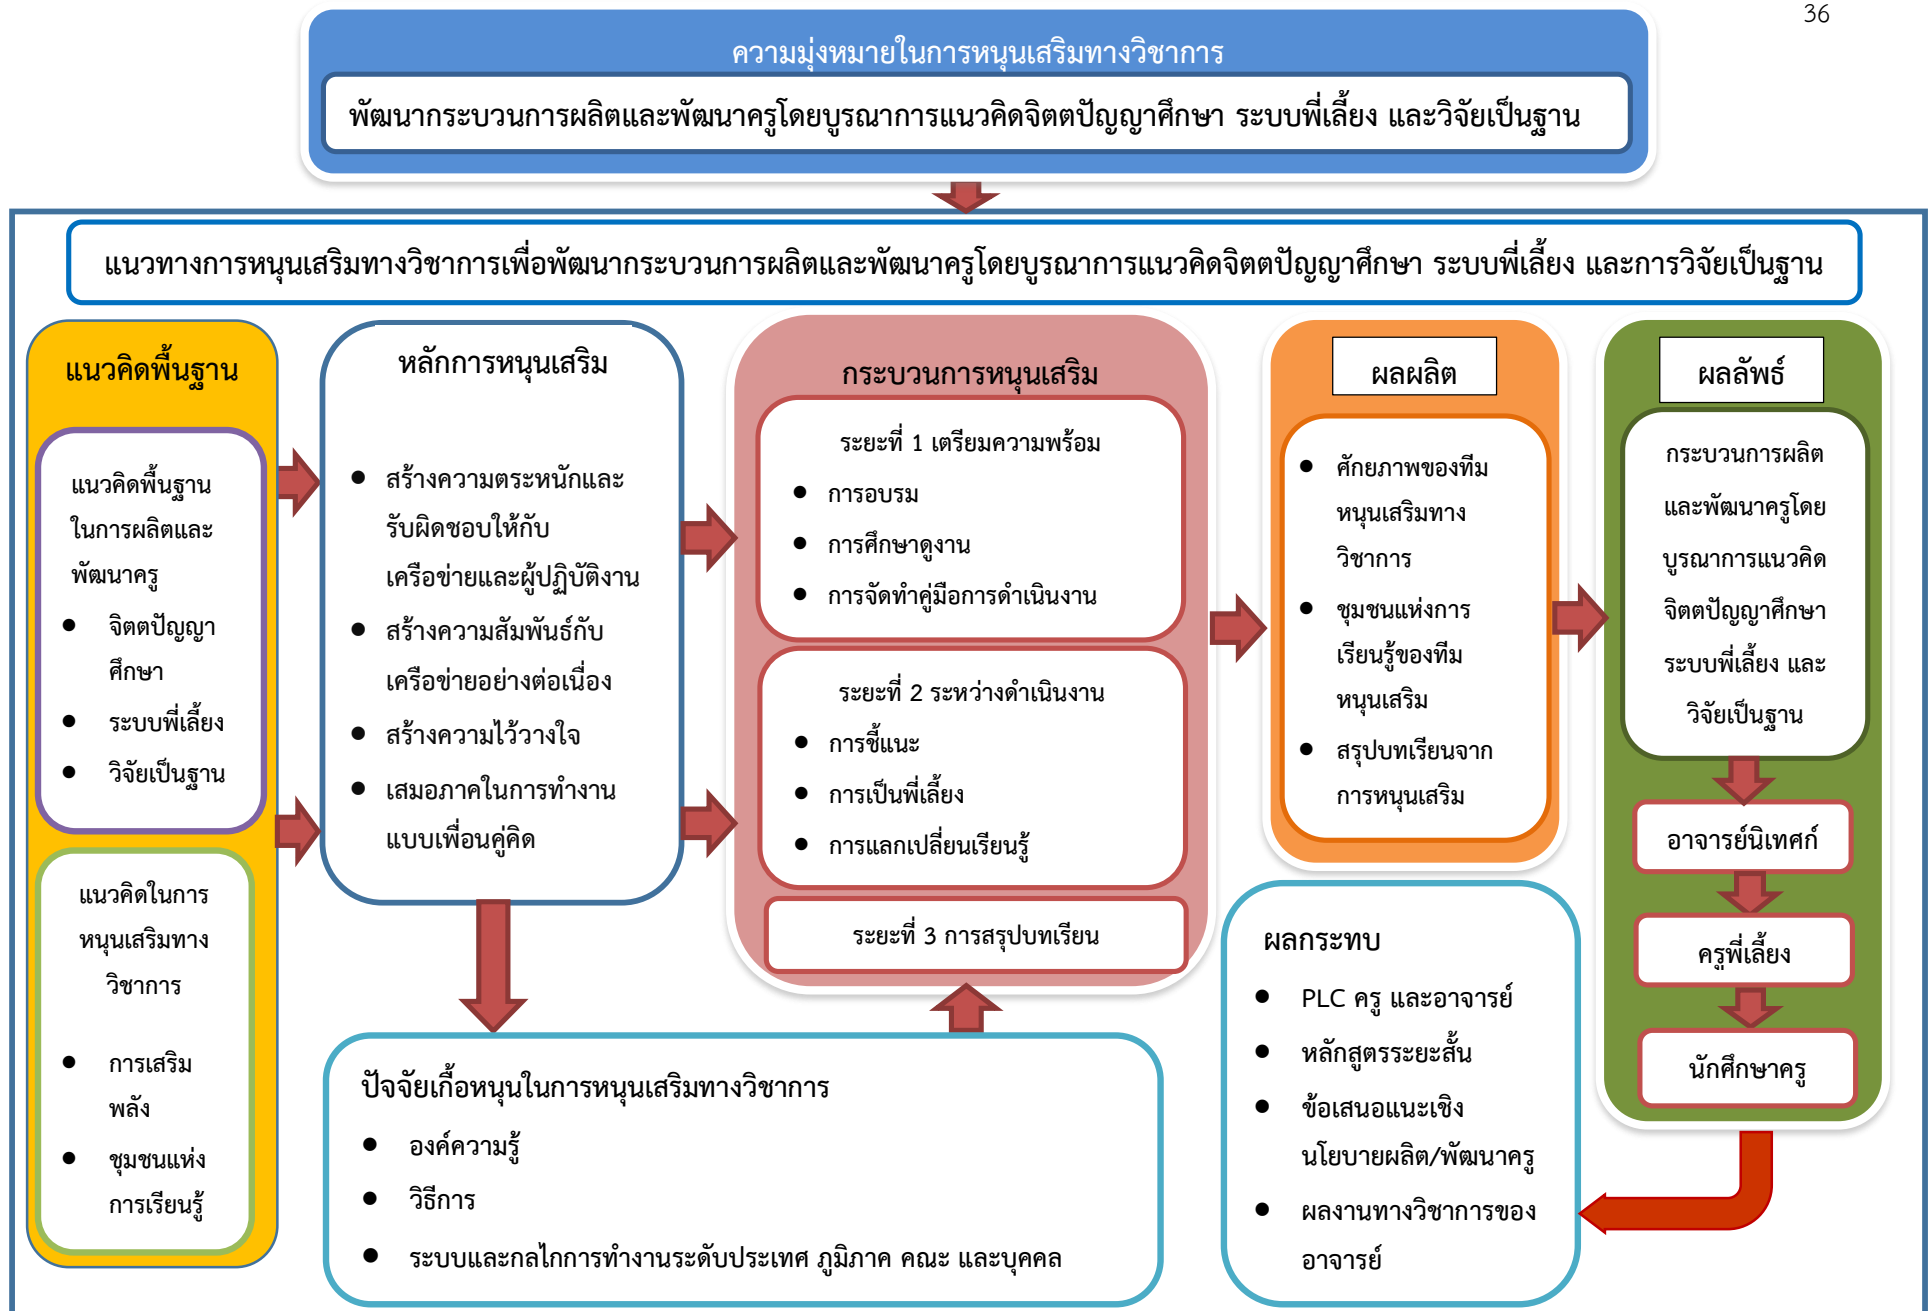 36
ความมุ่งหมายในการหนุนเสริมทางวิชาการ
พัฒนากระบวนการผลิตและพัฒนาครูโดยบูรณาการแนวคิดจิตตปัญญาศึกษา ระบบพี่เลี้ยง และวิจัยเป็นฐาน
แนวทางการหนุนเสริมทางวิชาการเพื่อพัฒนากระบวนการผลิตและพัฒนาครูโดยบูรณาการแนวคิดจิตตปัญญาศึกษา ระบบพี่เลี้ยง และการวิจัยเป็นฐาน
แนวคิดพื้นฐาน
แนวคิดพื้นฐาน
ในการผลิตและ
พัฒนาครู
● จิตตปัญญา
ศึกษา
● ระบบพี่เลี้ยง
● วิจัยเป็นฐาน
แนวคิดในการ
หนุนเสริมทาง
วิชาการ
● การเสริม
พลัง
● ชุมชนแห่ง
การเรียนรู้
หลักการหนุนเสริม
● สร้างความตระหนักและ
รับผิดชอบให้กับ
เครือข่ายและผู้ปฏิบัติงาน
● สร้างความสัมพันธ์กับ
เครือข่ายอย่างต่อเนื่อง
● สร้างความไว้วางใจ
● เสมอภาคในการทำงาน
แบบเพื่อนคู่คิด
กระบวนการหนุนเสริม
ระยะที่ 1 เตรียมความพร้อม
● การอบรม
● การศึกษาดูงาน
● การจัดทำคู่มือการดำเนินงาน
ระยะที่ 2 ระหว่างดำเนินงาน
● การชี้แนะ
● การเป็นพี่เลี้ยง
● การแลกเปลี่ยนเรียนรู้
ระยะที่ 3 การสรุปบทเรียน
ปัจจัยเกื้อหนุนในการหนุนเสริมทางวิชาการ
● องค์ความรู้
● วิธีการ
● ระบบและกลไกการทำงานระดับประเทศ ภูมิภาค คณะ และบุคคล
ผลผลิต
● ศักยภาพของทีม
หนุนเสริมทาง
วิชาการ
● ชุมชนแห่งการ
เรียนรู้ของทีม
หนุนเสริม
● สรุปบทเรียนจาก
การหนุนเสริม
ผลลัพธ์
กระบวนการผลิต
และพัฒนาครูโดย
บูรณาการแนวคิด
จิตตปัญญาศึกษา
ระบบพี่เลี้ยง และ
วิจัยเป็นฐาน
อาจารย์นิเทศก์
ครูพี่เลี้ยง
นักศึกษาครู
ผลกระทบ
● PLC ครู และอาจารย์
● หลักสูตรระยะสั้น
● ข้อเสนอแนะเชิง
นโยบายผลิต/พัฒนาครู
● ผลงานทางวิชาการของ
อาจารย์